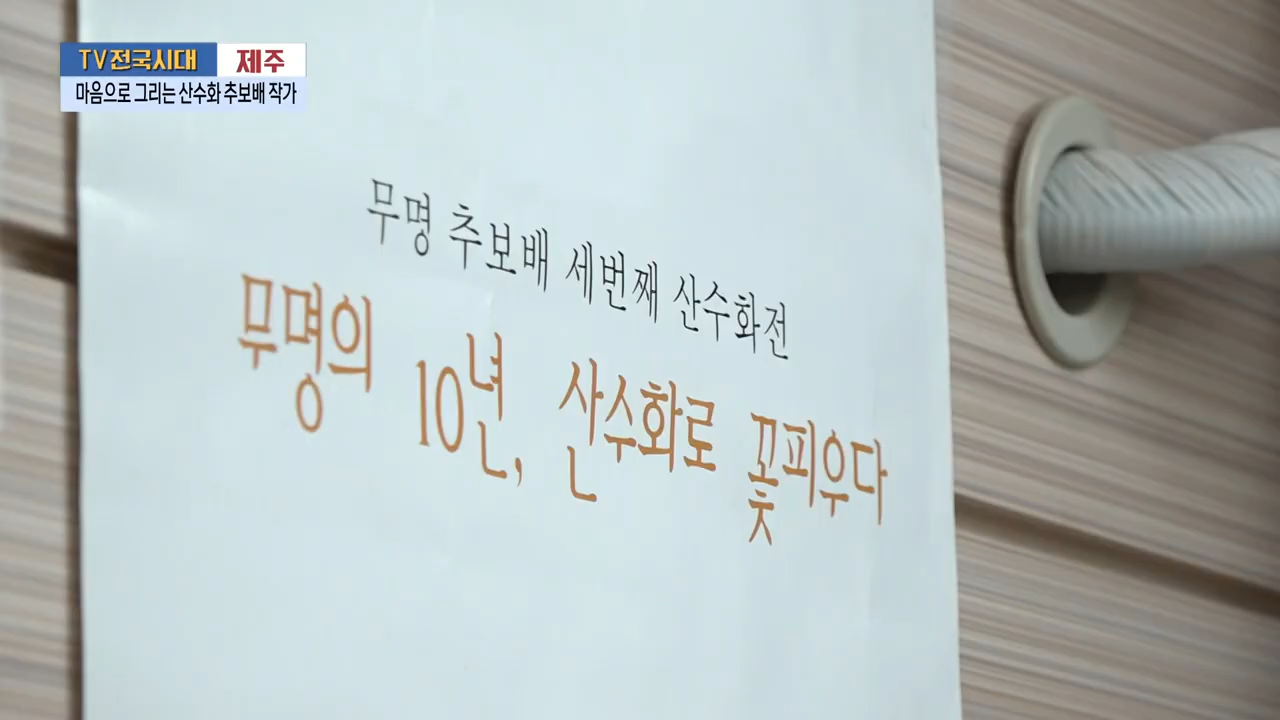 TV전국시대 제주
마음으로 그리는 산수화 추보배 작가
무명 추보배 세번째 산수화전
무명의 10년, 산수화로 꽃피우다